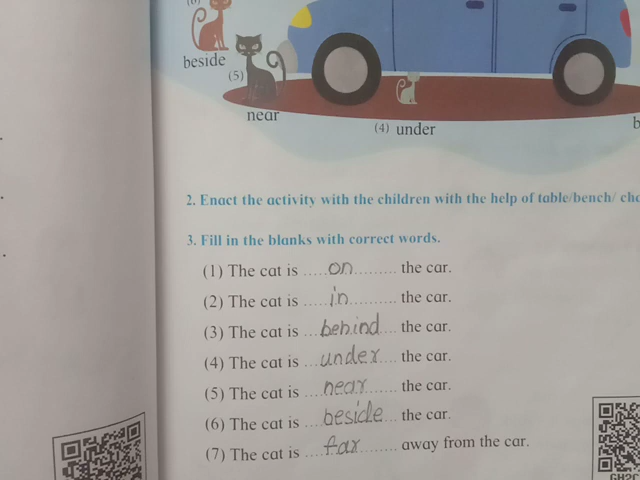 (6)
beside
(5)
near
(4) under
b
2. Enact the activity with the children with the help of table/bench/ cha
3. Fill in the blanks with correct words.
(1) The cat is ....on......... the car.
(2) The cat is .....in.......... the car.
(3) The cat is ...behind.... the car.
(4) The cat is ...under.... the car.
(5) The cat is ....near....... the car.
(6) The cat is ....beside... the car.
(7) The cat is ....far........ away from the car.